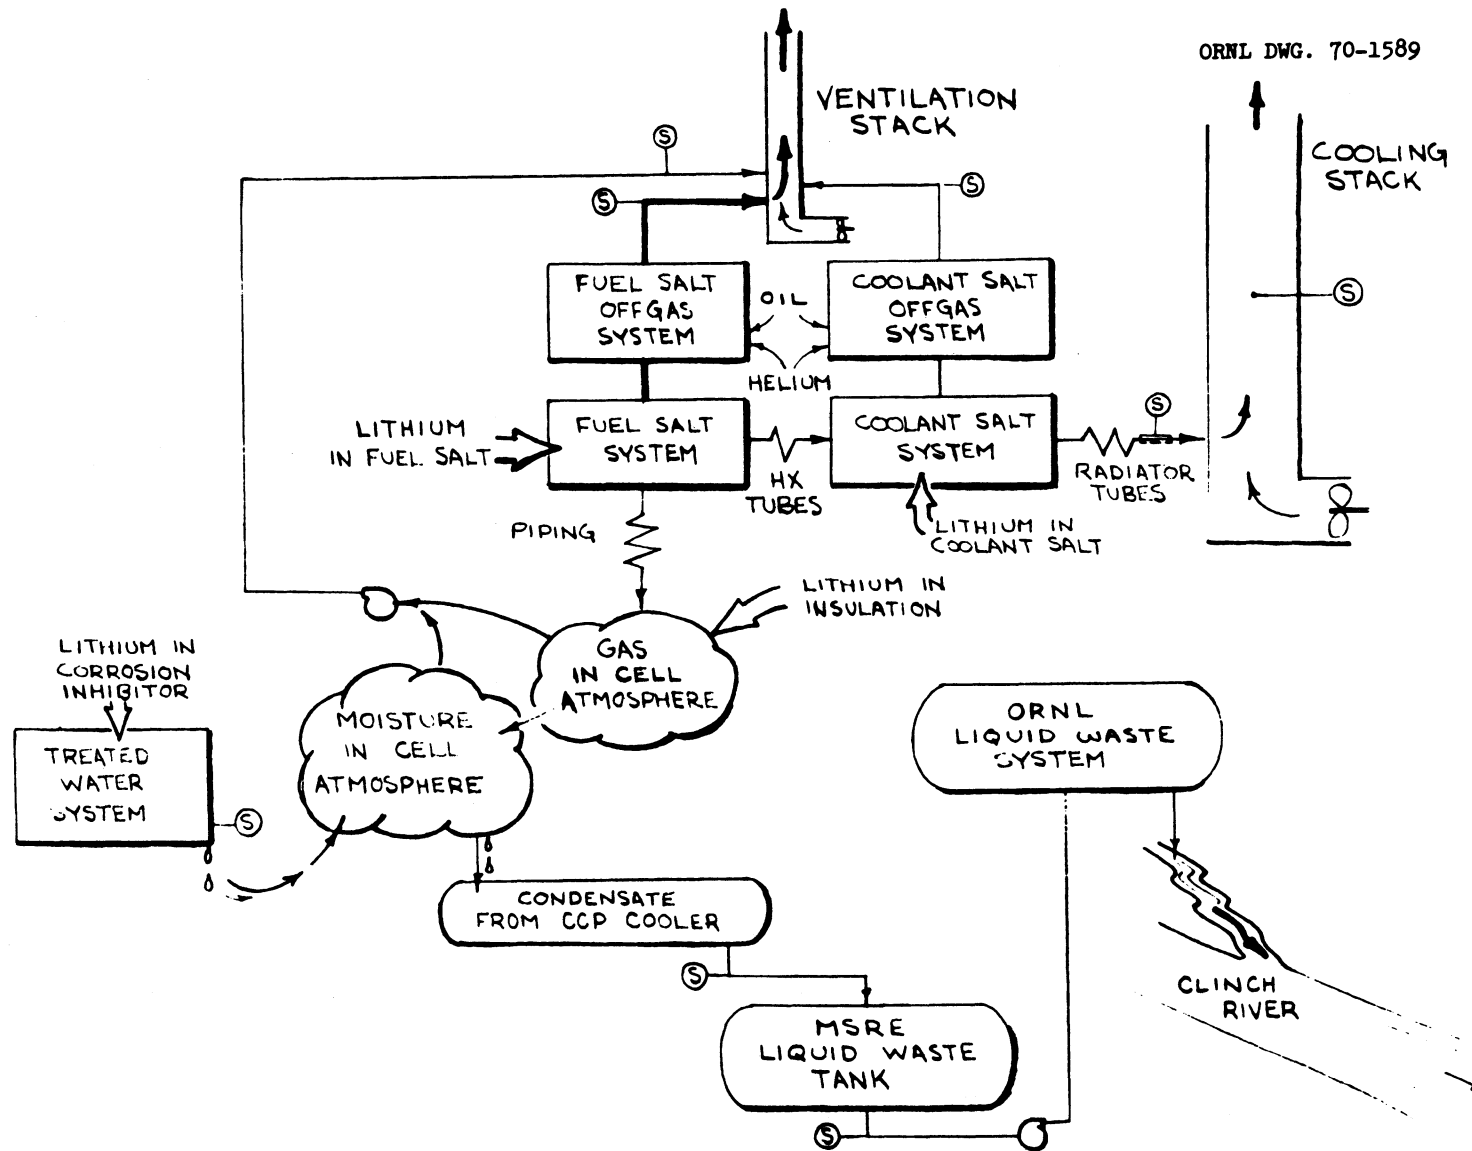 ORNL DWG. 70-1589
VENTILATION
STACK
COOLING
STACK
S
S
S
S
FUEL SALT
OFFGAS
SYSTEM
OIL
HELIUM
COOLANT SALT
OFFGAS
SYSTEM
LITHIUM
IN FUEL SALT
FUEL SALT
SYSTEM
HX
TUBES
COOLANT SALT
SYSTEM
S
RADIATOR
TUBES
LITHIUM IN
COOLANT SALT
PIPING
LITHIUM IN
INSULATION
GAS
IN CELL
ATMOSPHERE
LITHIUM IN
CORROSION
INHIBITOR
TREATED
WATER
SYSTEM
S
MOISTURE
IN CELL
ATMOSPHERE
ORNL
LIQUID WASTE
SYSTEM
CONDENSATE
FROM CCP COOLER
S
CLINCH
RIVER
MSRE
LIQUID WASTE
TANK
S